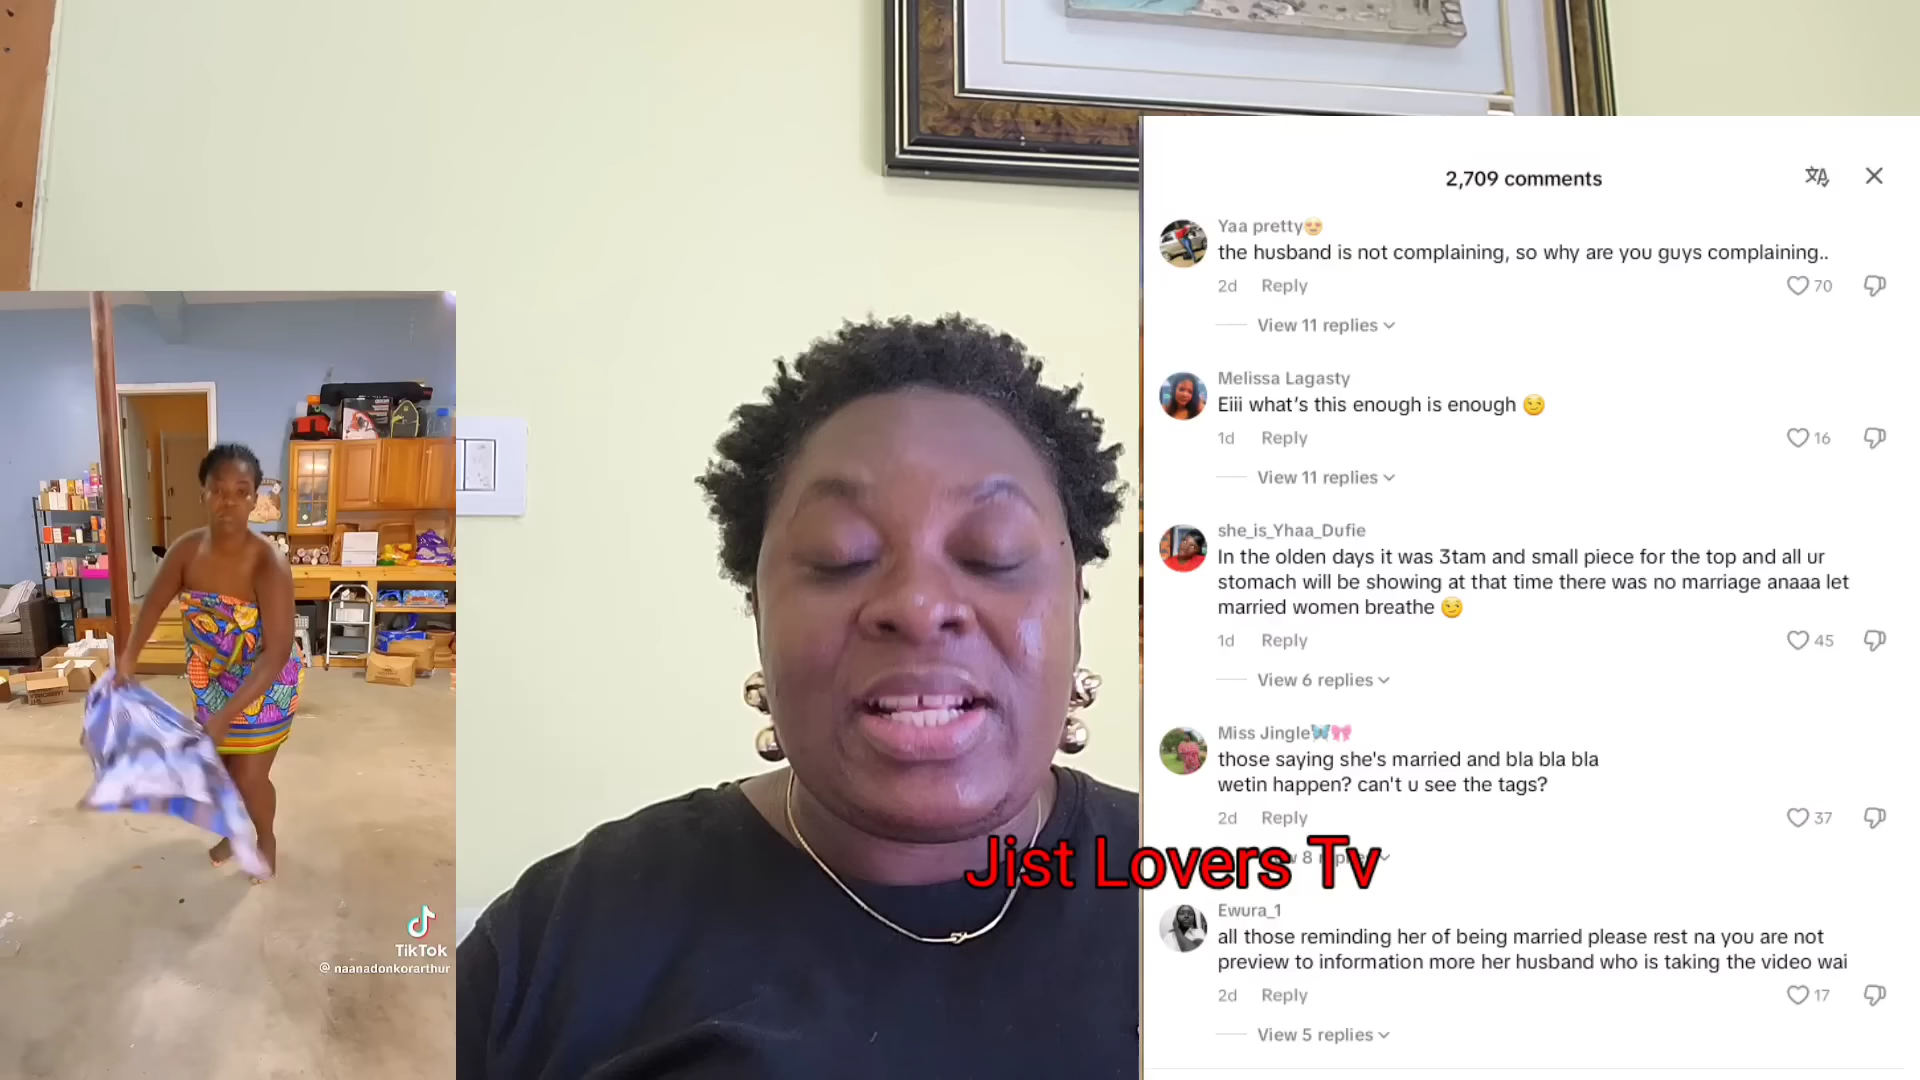 2,709 comments
Yaa pretty😍
the husband is not complaining, so why are you guys complaining..
2d Reply 70
View 11 replies
Melissa Lagasty
Eiii what's this enough is enough 😏
1d Reply 16
View 11 replies
she_is_Yhaa_Dufie
In the olden days it was 3tam and small piece for the top and all ur
stomach will be showing at that time there was no marriage anaaa let
married women breathe 😏
1d Reply 45
View 6 replies
Miss Jingle🦋🎀
those saying she's married and bla bla bla
wetin happen? can't u see the tags?
2d Reply 37
Jist Lovers Tv
Ewura_1
all those reminding her of being married please rest na you are not
preview to information more her husband who is taking the video wai
2d Reply 17
View 5 replies
TikTok
@ naanadonkorarthur